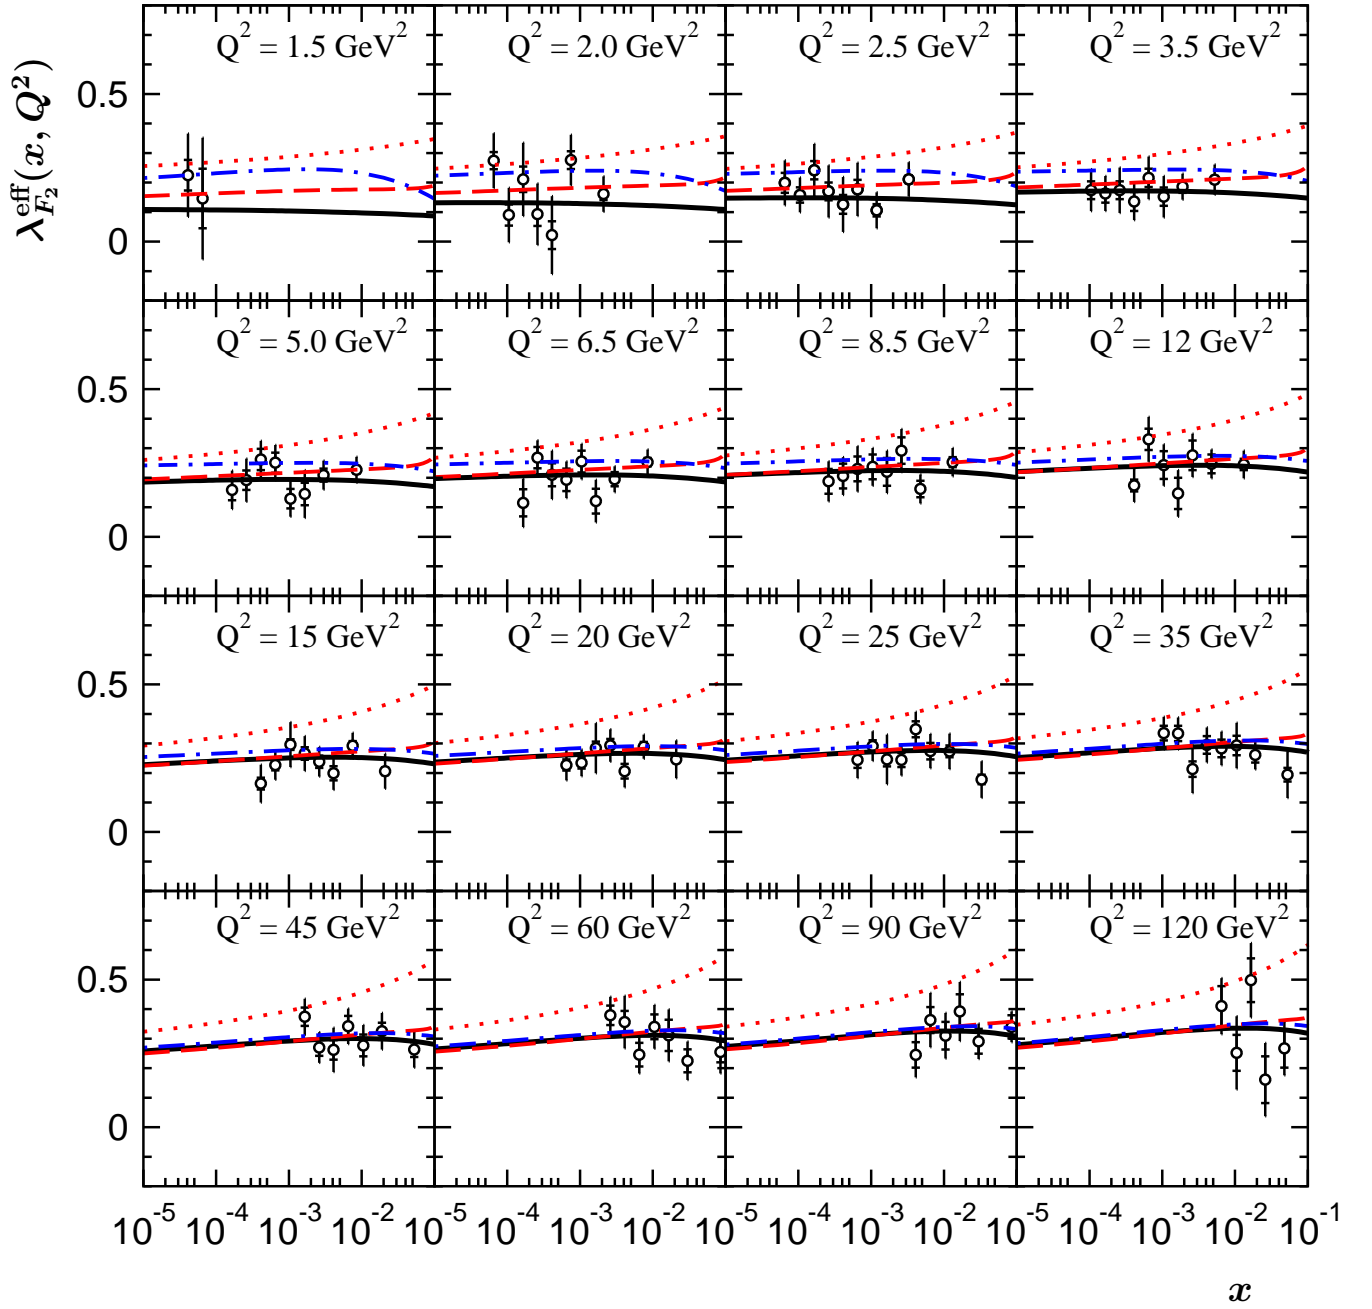 λ^eff_F₂(x, Q²)
Q² = 1.5 GeV² Q² = 2.0 GeV² Q² = 2.5 GeV² Q² = 3.5 GeV²
0.5
0
Q² = 5.0 GeV² Q² = 6.5 GeV² Q² = 8.5 GeV² Q² = 12 GeV²
0.5
0
Q² = 15 GeV² Q² = 20 GeV² Q² = 25 GeV² Q² = 35 GeV²
0.5
0
Q² = 45 GeV² Q² = 60 GeV² Q² = 90 GeV² Q² = 120 GeV²
0.5
0
10⁻⁵ 10⁻⁴ 10⁻³ 10⁻² 10⁻⁵ 10⁻⁴ 10⁻³ 10⁻² 10⁻⁵ 10⁻⁴ 10⁻³ 10⁻² 10⁻⁵ 10⁻⁴ 10⁻³ 10⁻² 10⁻¹
x